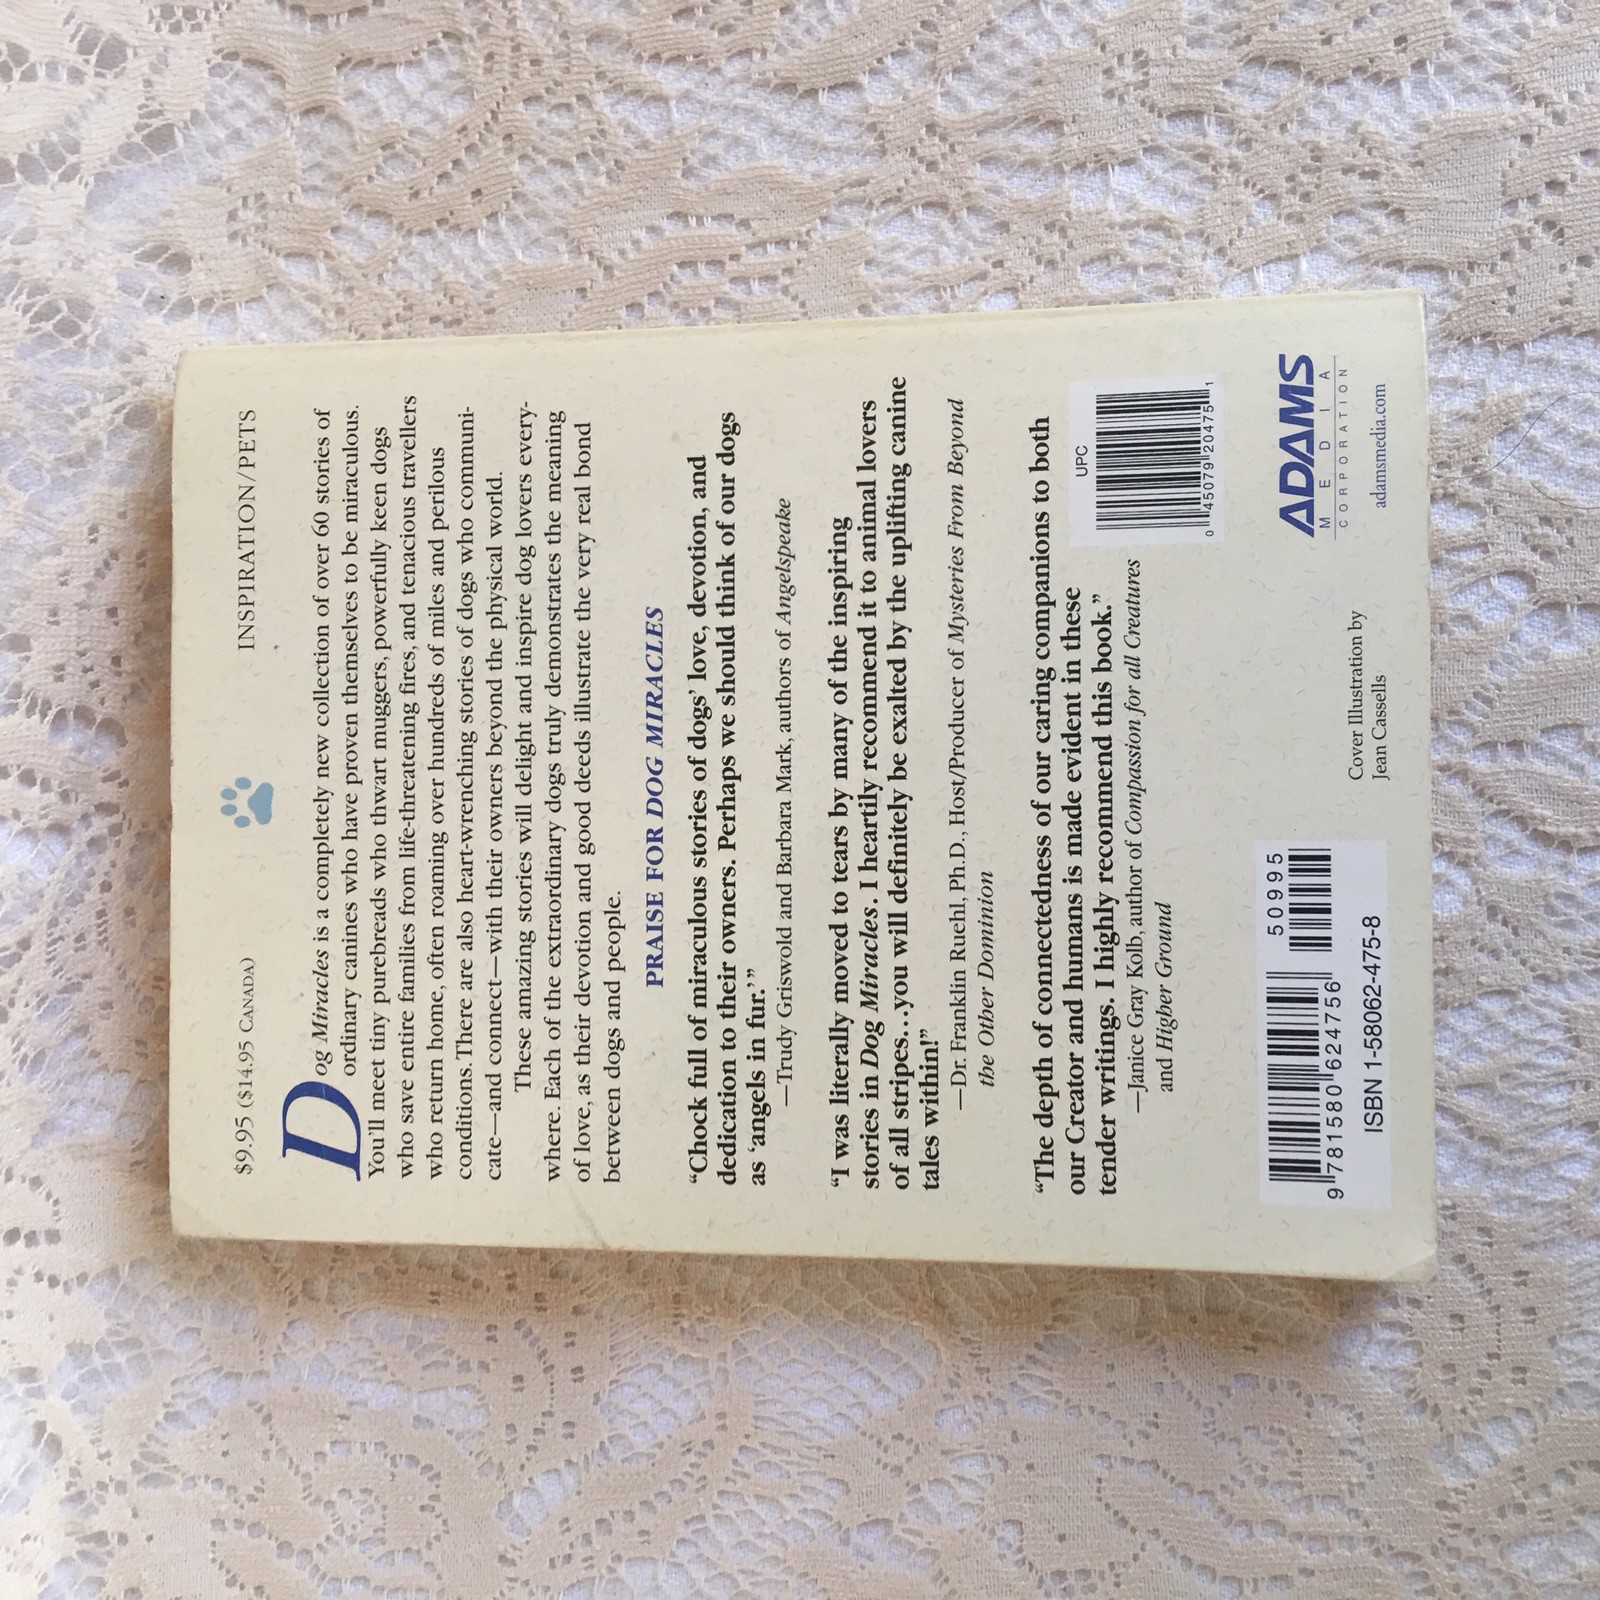 $9.95 ($14.95 CANADA)
INSPIRATION/PETS
Dog Miracles is a completely new collection of over 60 stories of
ordinary canines who have proven themselves to be miraculous.
You'll meet tiny purebreads who thwart muggers, powerfully keen dogs
who save entire families from life-threatening fires, and tenacious travellers
who return home, often roaming over hundreds of miles and perilous
conditions. There are also heart-wrenching stories of dogs who communi-
cate—and connect—with their owners beyond the physical world.
These amazing stories will delight and inspire dog lovers every-
where. Each of the extraordinary dogs truly demonstrates the meaning
of love, as their devotion and good deeds illustrate the very real bond
between dogs and people.
PRAISE FOR DOG MIRACLES
“Chock full of miraculous stories of dogs’ love, devotion, and
dedication to their owners. Perhaps we should think of our dogs
as ‘angels in fur.’”
—Trudy Griswold and Barbara Mark, authors of Angelspeake
“I was literally moved to tears by many of the inspiring
stories in Dog Miracles. I heartily recommend it to animal lovers
of all stripes...you will definitely be exalted by the uplifting canine
tales within!”
—Dr. Franklin Ruehl, Ph.D., Host/Producer of Mysteries From Beyond
the Other Dominion
“The depth of connectedness of our caring companions to both
our Creator and humans is made evident in these
tender writings. I highly recommend this book.”
—Janice Gray Kolb, author of Compassion for all Creatures
and Higher Ground
UPC
0 45079 20475 1
50995
9 781580 624756
ISBN 1-58062-475-8
Cover Illustration by
Jean Cassells
ADAMS
MEDIA
CORPORATION
adamsmedia.com